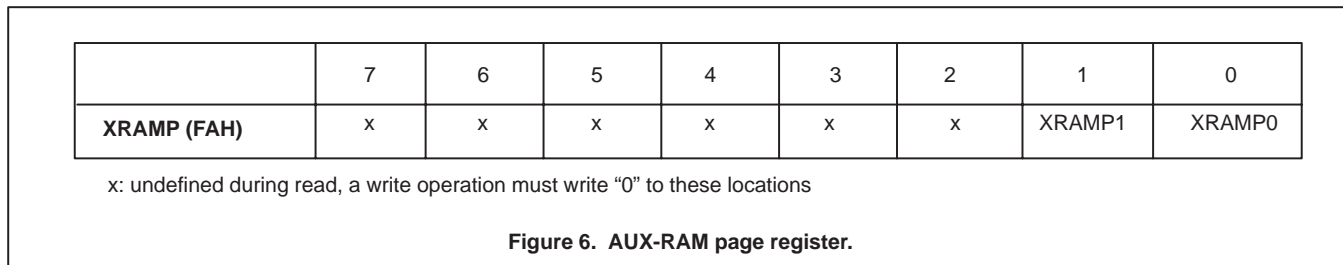 7 6 5 4 3 2 1 0
XRAMP (FAH) x x x x x x XRAMP1 XRAMP0
x: undefined during read, a write operation must write “0” to these locations
Figure 6. AUX-RAM page register.